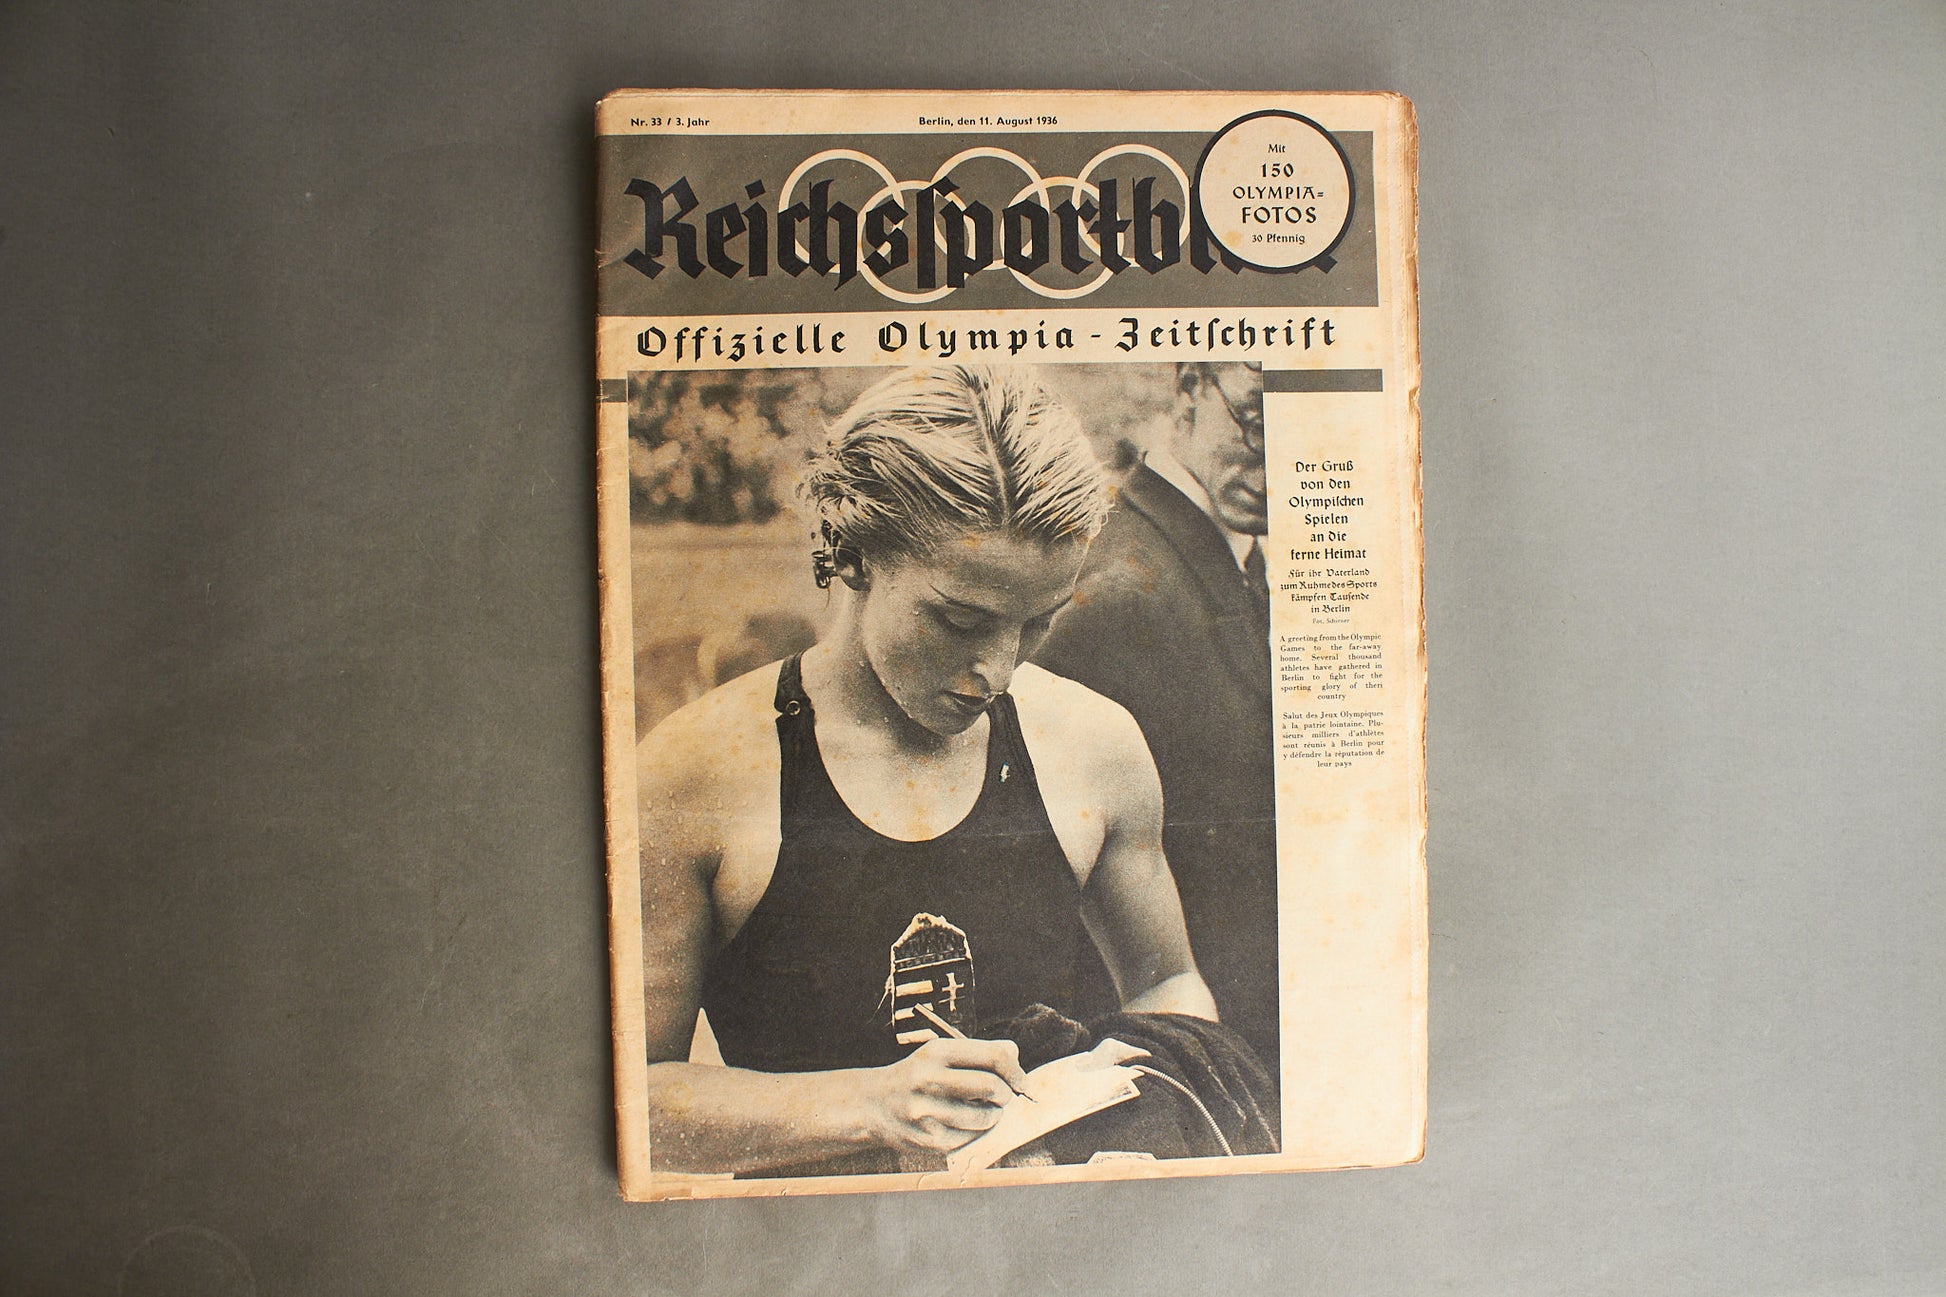 Nr. 33 / 3. Jahr
Berlin, den 11. August 1936
Mit
150
OLYMPIA=
FOTOS
30 Pfennig
Reichsſportbl
Offizielle Olympia - Zeitſchrift
Der Gruß
von den
Olympiſchen
Spielen
an die
ferne Heimat
Für ihr Vaterland
zum Ruhme des Sports
kämpfen Tauſende
in Berlin
Fot. Schirner
A greeting from the Olympic
Games to the far-away
home. Several thousand
athletes have gathered in
Berlin to fight for the
sporting glory of theri
country
Salut des Jeux Olympiques
à la patrie lointaine. Plu-
sieurs milliers d'athlètes
sont réunis à Berlin pour
y défendre la réputation de
leur pays